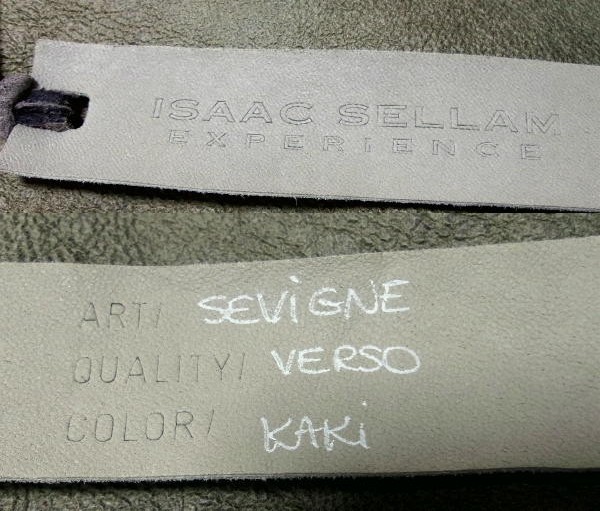 ISAAC SELLAM
EXPERIENCE
ART/ SEViGNE
QUALITY/ VERSO
COLOR/ KAKi